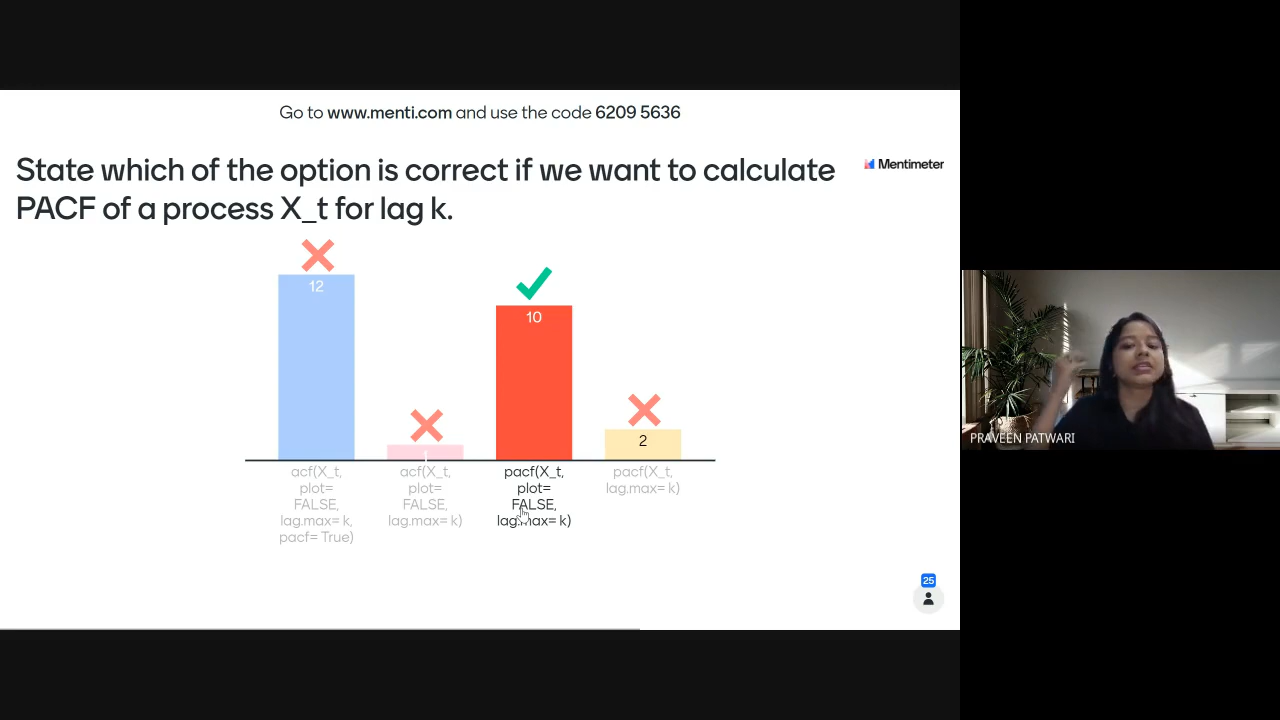 Go to www.menti.com and use the code 6209 5636
State which of the option is correct if we want to calculate
PACF of a process X_t for lag k.
Mentimeter
12
1
10
2
acf(X_t,
plot=
FALSE,
lag.max= k,
pacf= True)
acf(X_t,
plot=
FALSE,
lag.max= k)
pacf(X_t,
plot=
FALSE,
lag.max= k)
pacf(X_t,
lag.max= k)
25
PRAVEEN PATWARI